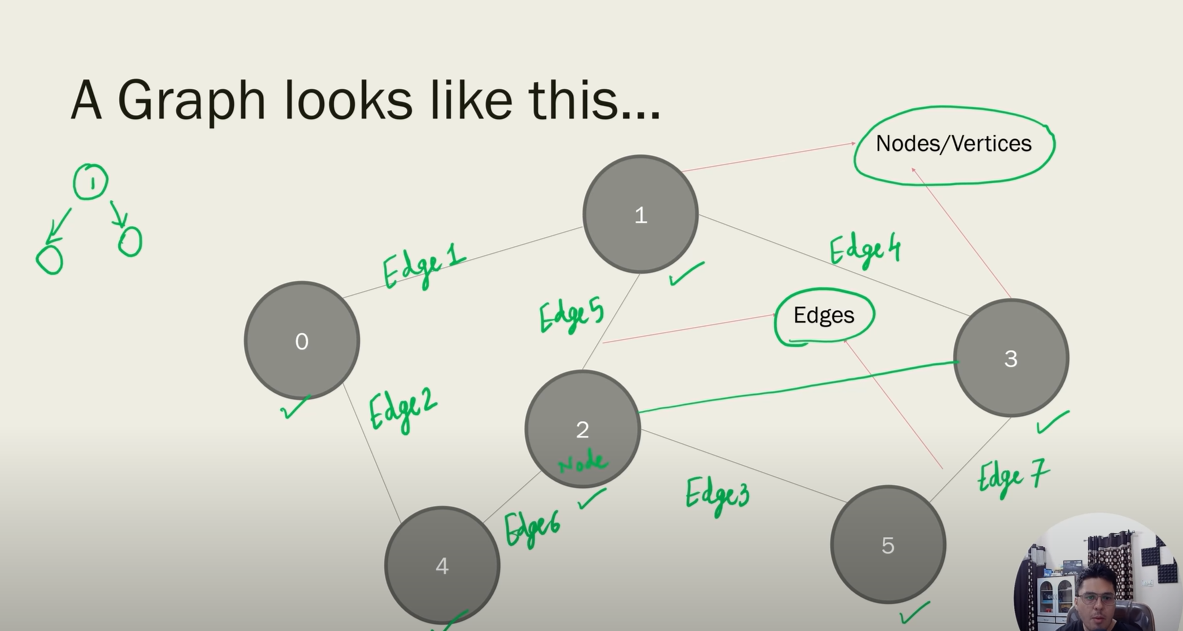 A Graph looks like this...
Nodes/Vertices
1
1
Edge 1
Edge 4
Edge 5
Edges
0
3
Edge 2
2
Node
Edge 7
Edge 3
Edge 6
5
4